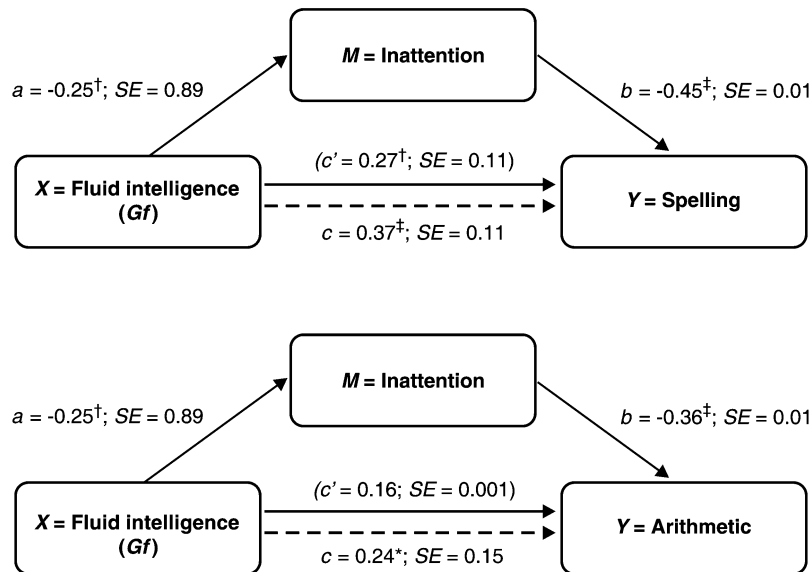 M = Inattention
a = -0.25†; SE = 0.89
b = -0.45‡; SE = 0.01
X = Fluid intelligence
(Gf)
(c’ = 0.27†; SE = 0.11)
c = 0.37‡; SE = 0.11
Y = Spelling
M = Inattention
a = -0.25†; SE = 0.89
b = -0.36‡; SE = 0.01
X = Fluid intelligence
(Gf)
(c’ = 0.16; SE = 0.001)
c = 0.24*; SE = 0.15
Y = Arithmetic